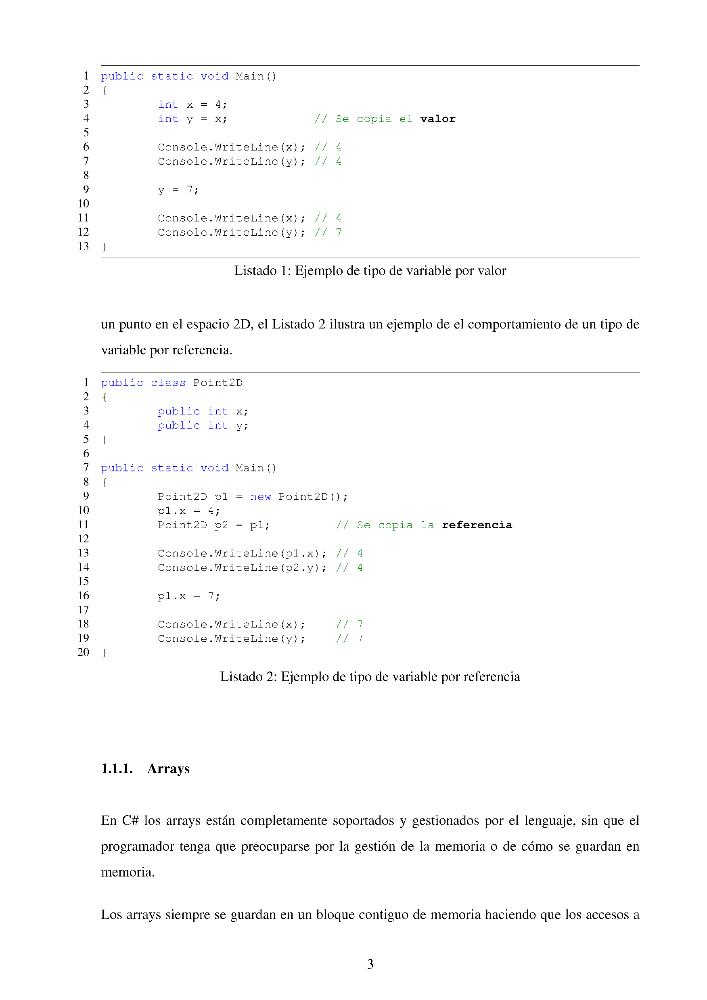 1 public static void Main()
2 {
3 int x = 4;
4 int y = x; // Se copia el valor
5
6 Console.WriteLine(x); // 4
7 Console.WriteLine(y); // 4
8
9 y = 7;
10
11 Console.WriteLine(x); // 4
12 Console.WriteLine(y); // 7
13 }
Listado 1: Ejemplo de tipo de variable por valor
un punto en el espacio 2D, el Listado 2 ilustra un ejemplo de el comportamiento de un tipo de
variable por referencia.
1 public class Point2D
2 {
3 public int x;
4 public int y;
5 }
6
7 public static void Main()
8 {
9 Point2D p1 = new Point2D();
10 p1.x = 4;
11 Point2D p2 = p1; // Se copia la referencia
12
13 Console.WriteLine(p1.x); // 4
14 Console.WriteLine(p2.y); // 4
15
16 p1.x = 7;
17
18 Console.WriteLine(x); // 7
19 Console.WriteLine(y); // 7
20 }
Listado 2: Ejemplo de tipo de variable por referencia
1.1.1. Arrays
En C# los arrays están completamente soportados y gestionados por el lenguaje, sin que el
programador tenga que preocuparse por la gestión de la memoria o de cómo se guardan en
memoria.
Los arrays siempre se guardan en un bloque contiguo de memoria haciendo que los accesos a
3